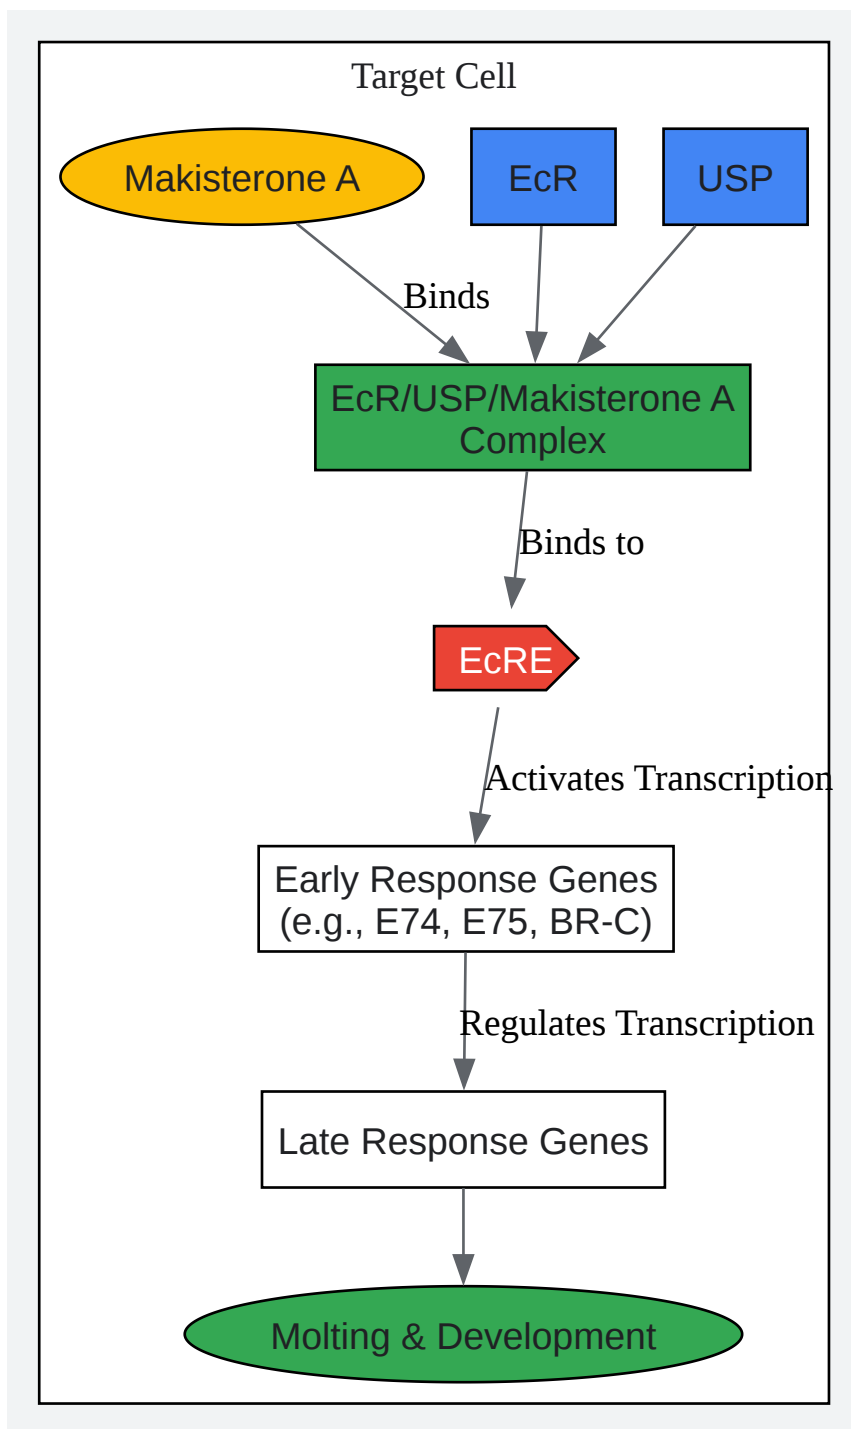 Target Cell
Makisterone A
EcR
USP
Binds
EcR/USP/Makisterone A
Complex
Binds to
EcRE
Activates Transcription
Early Response Genes
(e.g., E74, E75, BR-C)
Regulates Transcription
Late Response Genes
Molting & Development